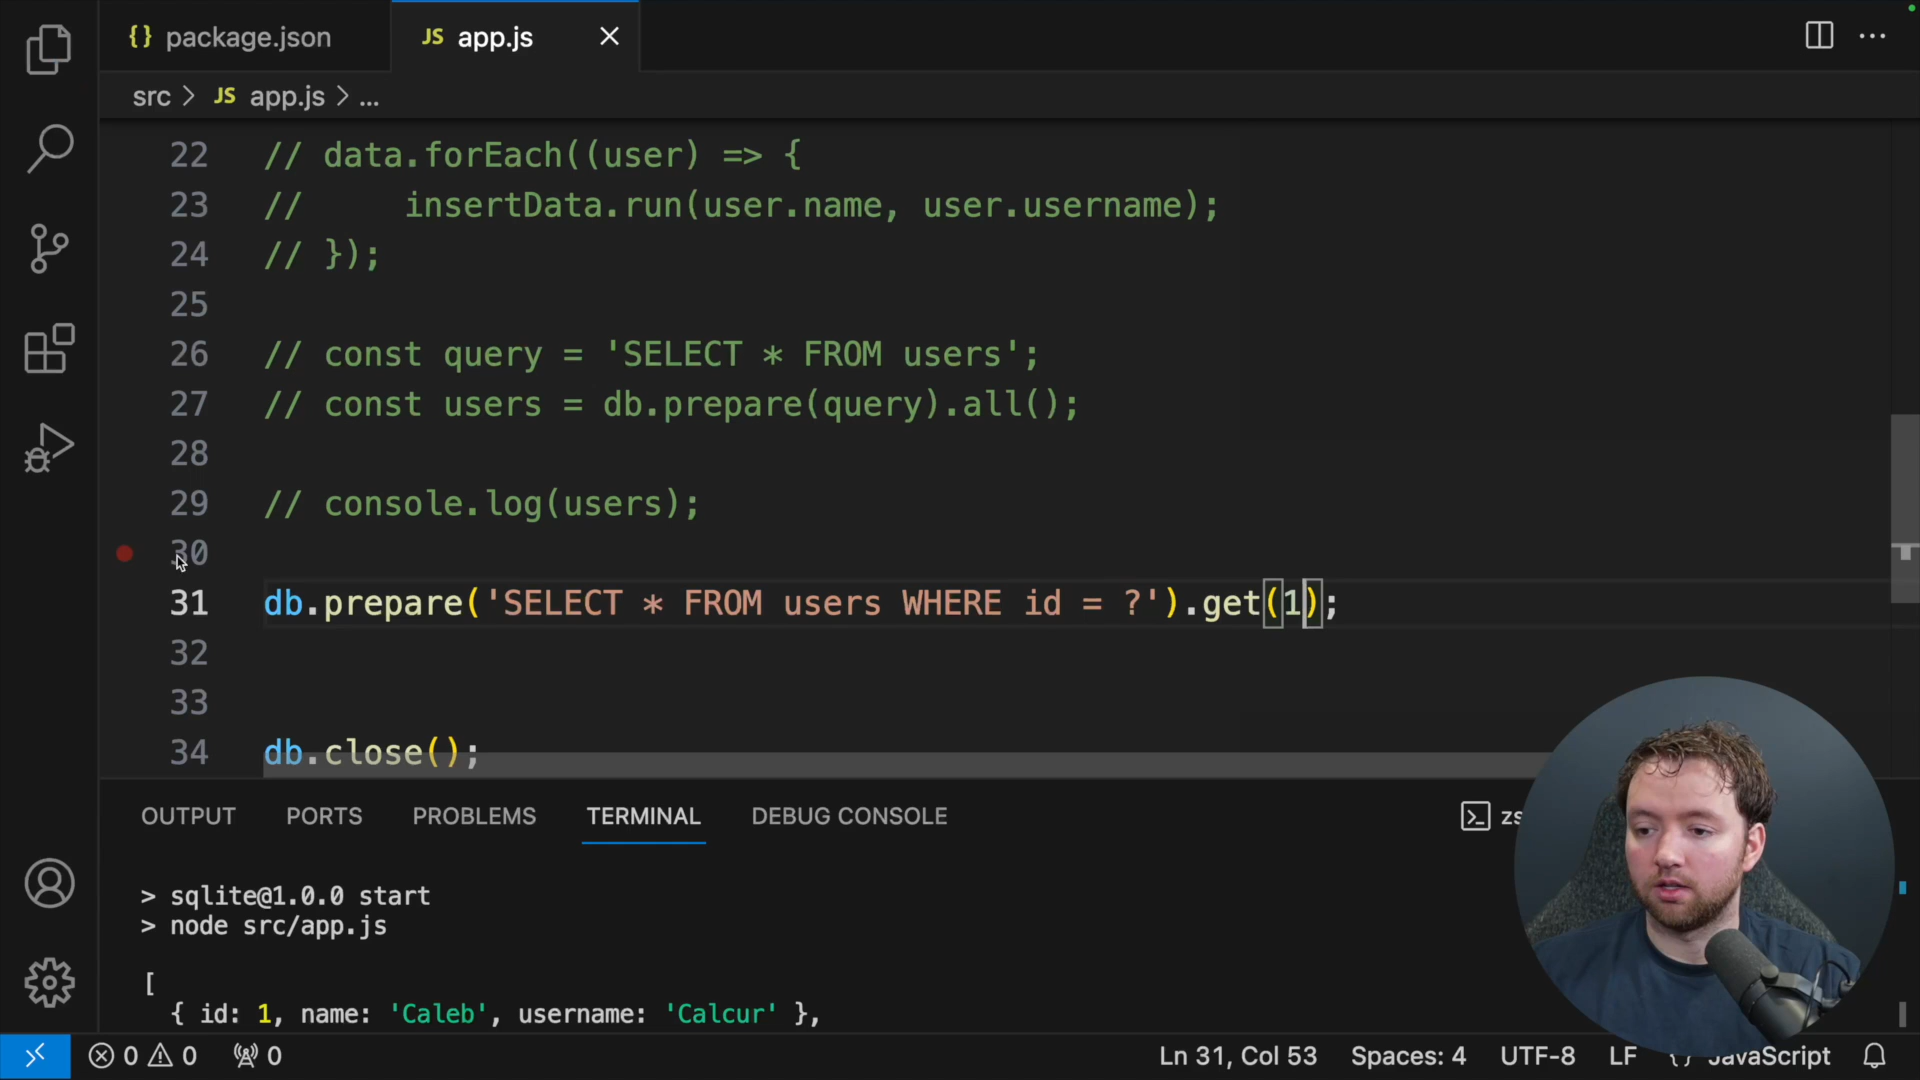 {} package.json
JS app.js
src > JS app.js > ...
22 // data.forEach((user) => {
23 //     insertData.run(user.name, user.username);
24 // });
25
26 // const query = 'SELECT * FROM users';
27 // const users = db.prepare(query).all();
28
29 // console.log(users);
30
31 db.prepare('SELECT * FROM users WHERE id = ?').get(1);
32
33
34 db.close();
OUTPUT PORTS PROBLEMS TERMINAL DEBUG CONSOLE zs
> sqlite@1.0.0 start
> node src/app.js
[
{ id: 1, name: 'Caleb', username: 'Calcur' },
0 0 0 Ln 31, Col 53 Spaces: 4 UTF-8 LF {} JavaScript